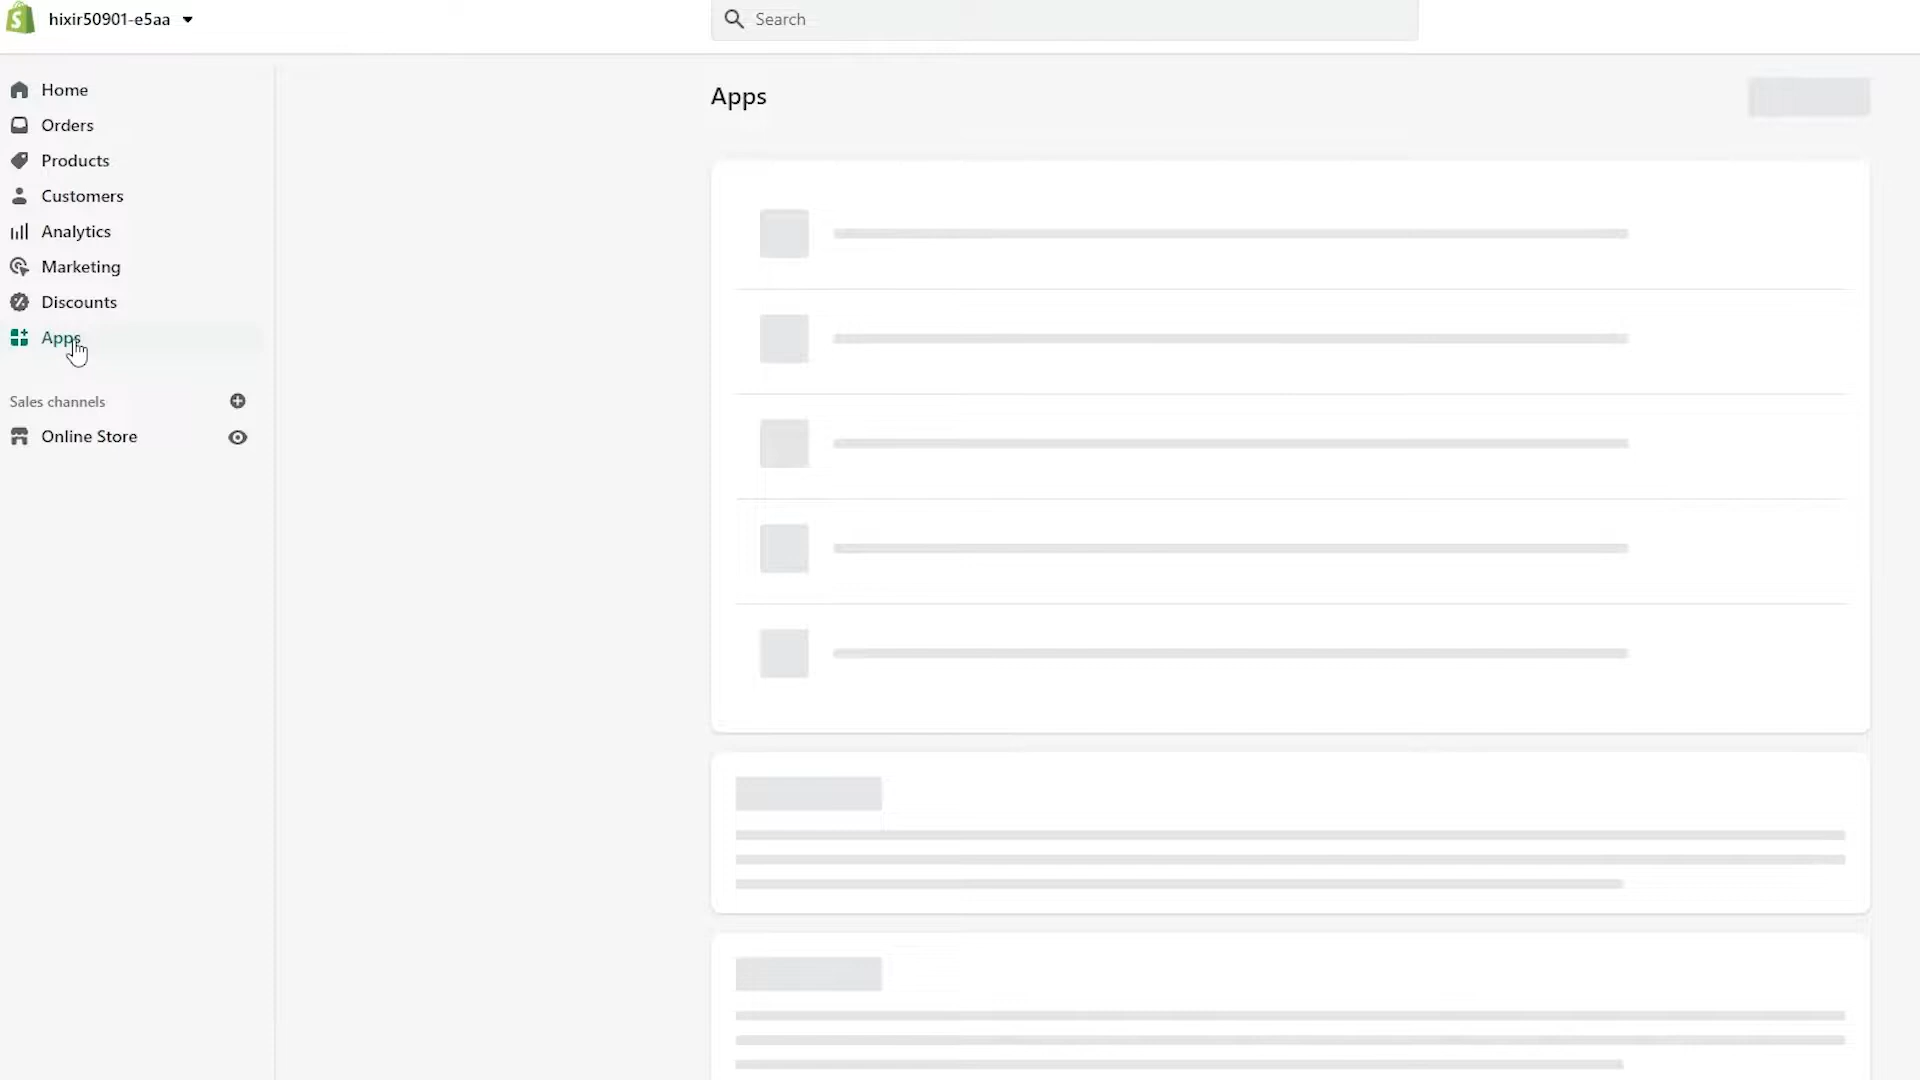 hixir50901-e5aa
Search
Home
Orders
Products
Customers
Analytics
Marketing
Discounts
Apps
Sales channels
Online Store
Apps